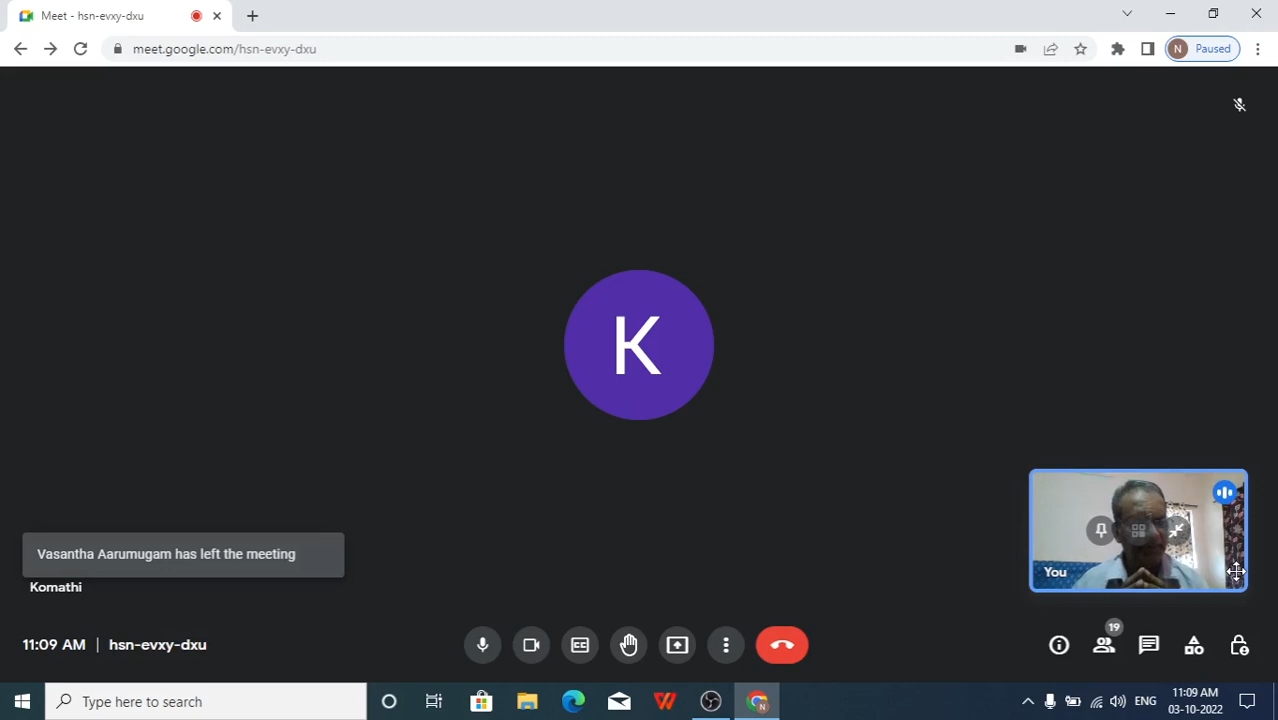 Meet - hsn-evxy-dxu
meet.google.com/hsn-evxy-dxu
N Paused
K
Vasantha Aarumugam has left the meeting
Komathi
You
11:09 AM | hsn-evxy-dxu
CC
19
Type here to search
W
N
ENG
11:09 AM
03-10-2022